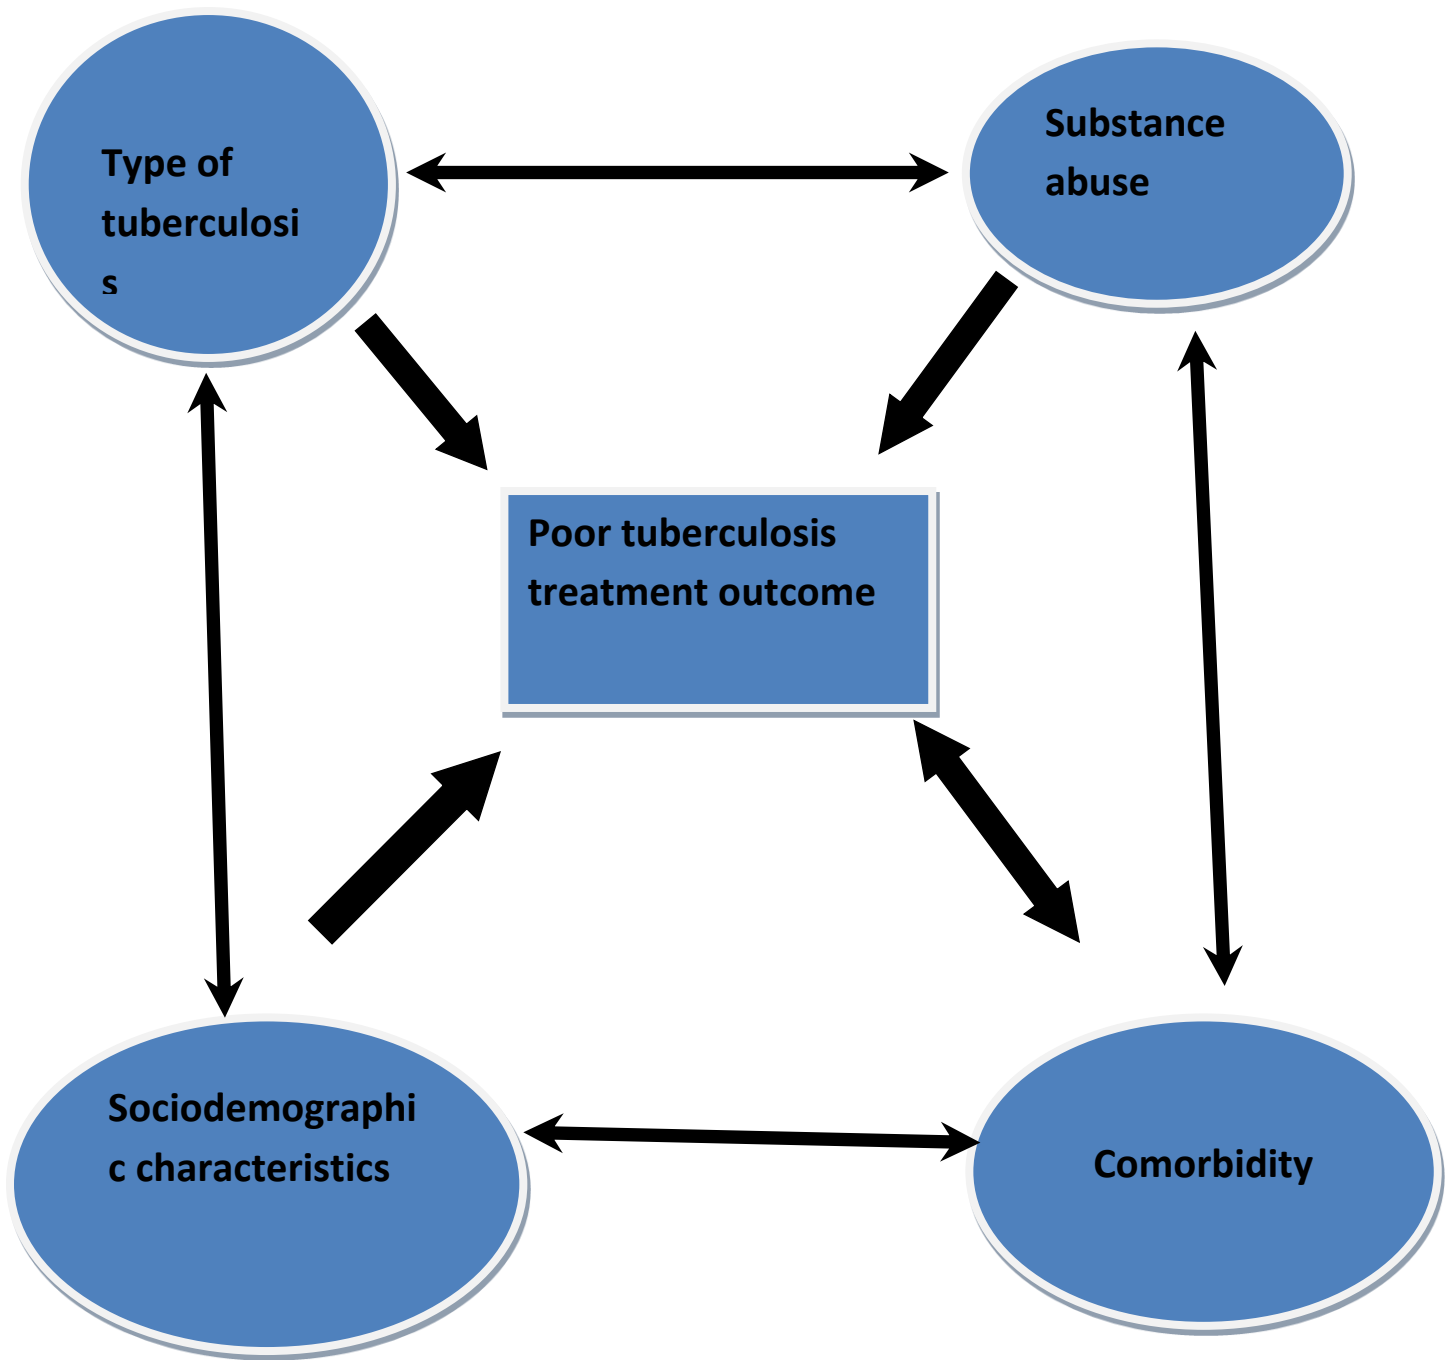 Type of
tuberculosi
s
Substance
abuse
Poor tuberculosis
treatment outcome
Sociodemographi
c characteristics
Comorbidity